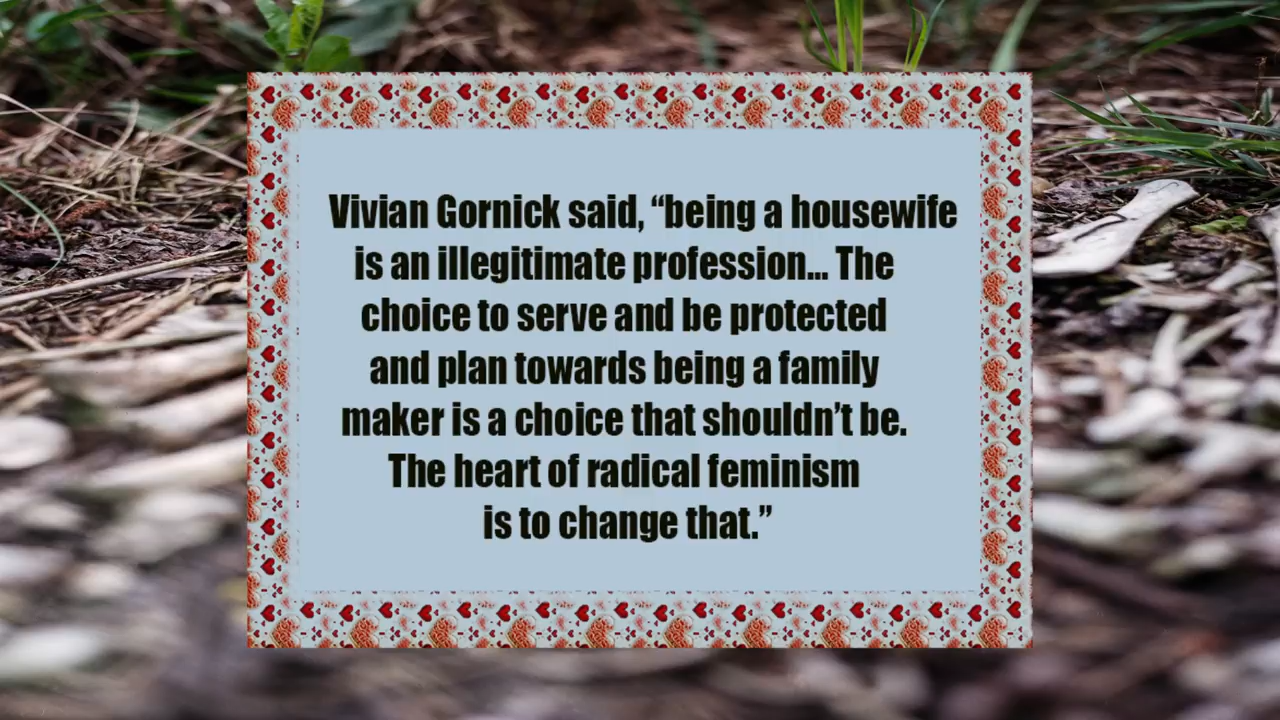 Vivian Gornick said, “being a housewife
is an illegitimate profession... The
choice to serve and be protected
and plan towards being a family
maker is a choice that shouldn’t be.
The heart of radical feminism
is to change that.”